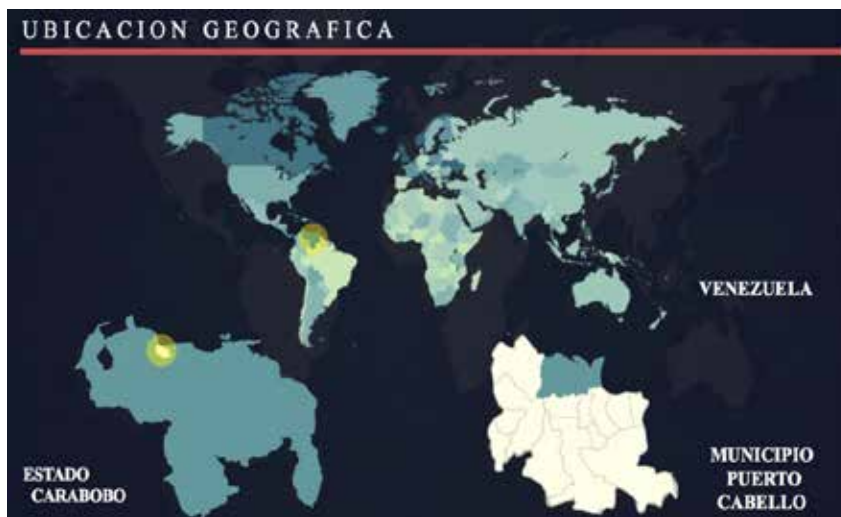 UBICACION GEOGRAFICA
VENEZUELA
ESTADO
CARABOBO
MUNICIPIO
PUERTO
CABELLO